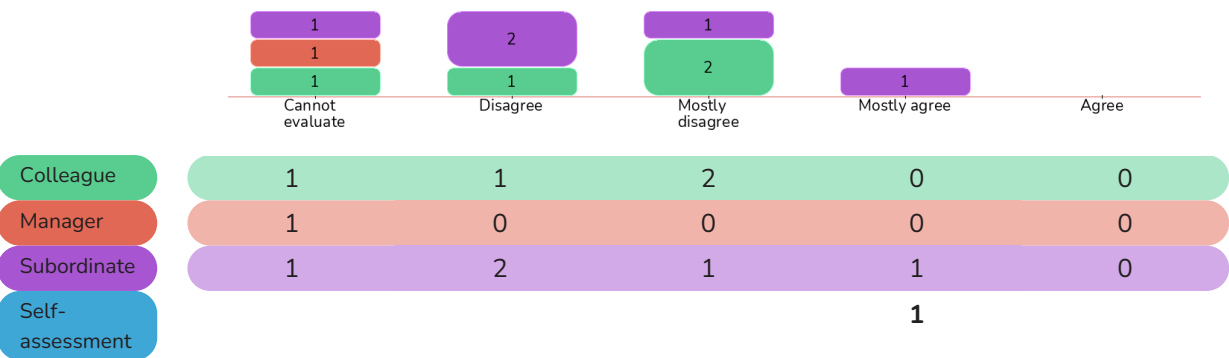 1 2 1
1 2
1 1 1
Cannot evaluate Disagree Mostly disagree Mostly agree Agree
Colleague 1 1 2 0 0
Manager 1 0 0 0 0
Subordinate 1 2 1 1 0
Self-
assessment 1